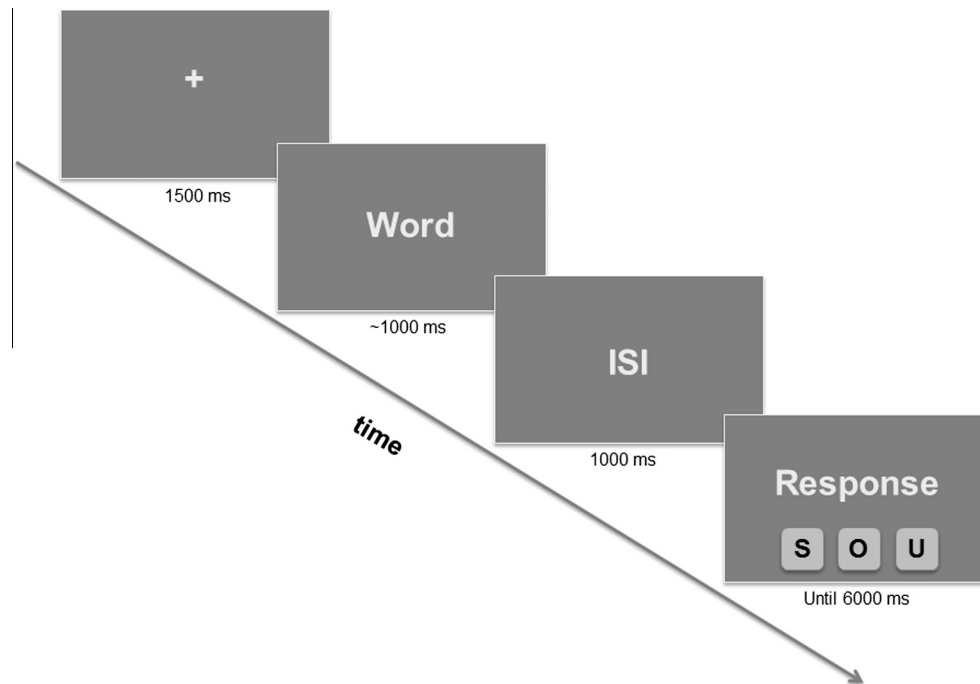 +
1500 ms
Word
~1000 ms
ISI
1000 ms
time
Response
S O U
Until 6000 ms